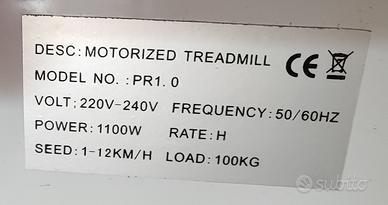 DESC: MOTORIZED TREADMILL CE
MODEL NO. :PR1. 0
VOLT: 220V-240V FREQUENCY: 50/60HZ
POWER: 1100W RATE: H
SEED: 1-12KM/H LOAD: 100KG
subito